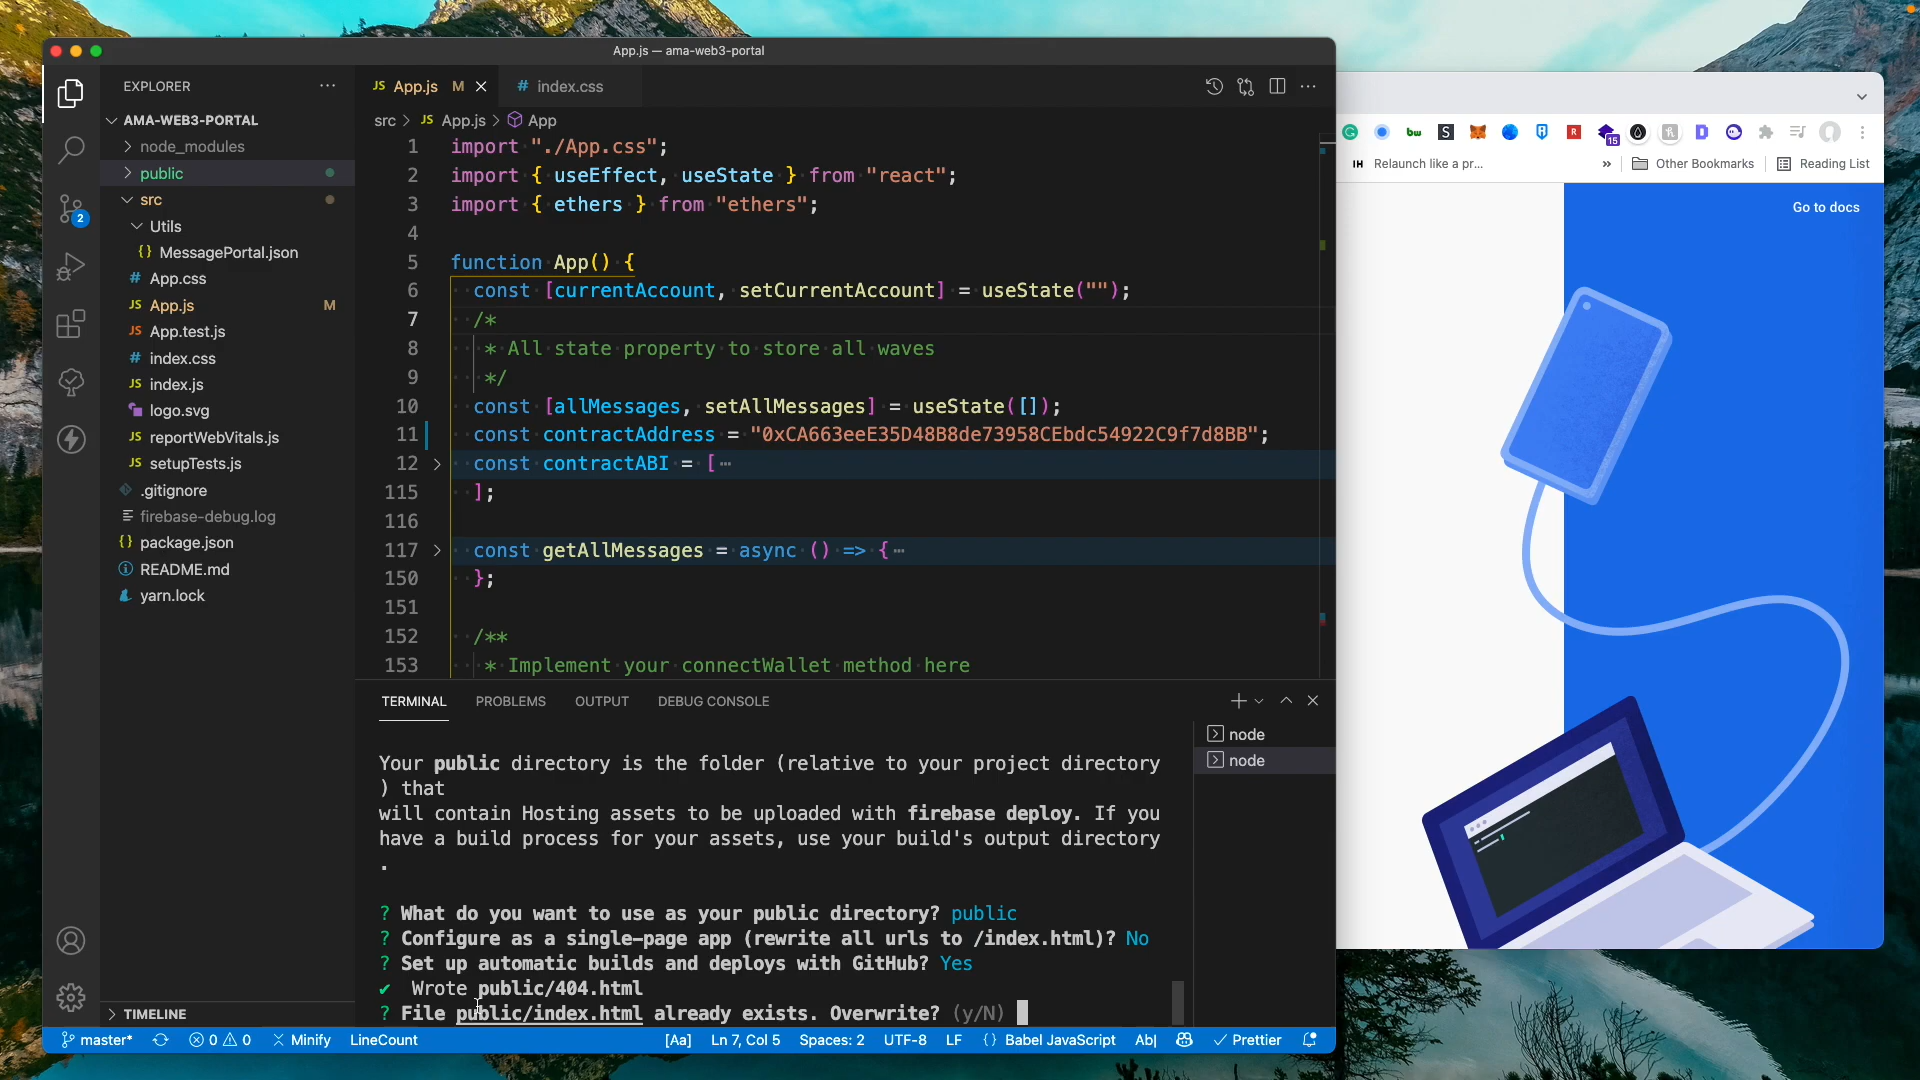 App.js — ama-web3-portal
EXPLORER
AMA-WEB3-PORTAL
node_modules
public
src
Utils
MessagePortal.json
App.css
App.js M
App.test.js
index.css
index.js
logo.svg
reportWebVitals.js
setupTests.js
.gitignore
firebase-debug.log
package.json
README.md
yarn.lock
TIMELINE
2
JS App.js M
# index.css
src > JS App.js > App
1 import "./App.css";
2 import { useEffect, useState } from "react";
3 import { ethers } from "ethers";
4
5 function App() {
6 const [currentAccount, setCurrentAccount] = useState("");
7 /*
8 * All state property to store all waves
9 */
10 const [allMessages, setAllMessages] = useState([]);
11 const contractAddress = "0xCA663eeE35D48B8de73958CEbdc54922C9f7d8BB";
12 const contractABI = [ …
115 ];
116
117 const getAllMessages = async () => { …
150 };
151
152 /**
153 * Implement your connectWallet method here
TERMINAL PROBLEMS OUTPUT DEBUG CONSOLE
node
node
Your public directory is the folder (relative to your project directory
) that
will contain Hosting assets to be uploaded with firebase deploy. If you
have a build process for your assets, use your build's output directory
.
? What do you want to use as your public directory? public
? Configure as a single-page app (rewrite all urls to /index.html)? No
? Set up automatic builds and deploys with GitHub? Yes
✔ Wrote public/404.html
? File public/index.html already exists. Overwrite? (y/N)
master* 0 0 Minify LineCount [Aa] Ln 7, Col 5 Spaces: 2 UTF-8 LF {} Babel JavaScript Ab| Prettier
15
IH Relaunch like a pr... » Other Bookmarks Reading List
Go to docs